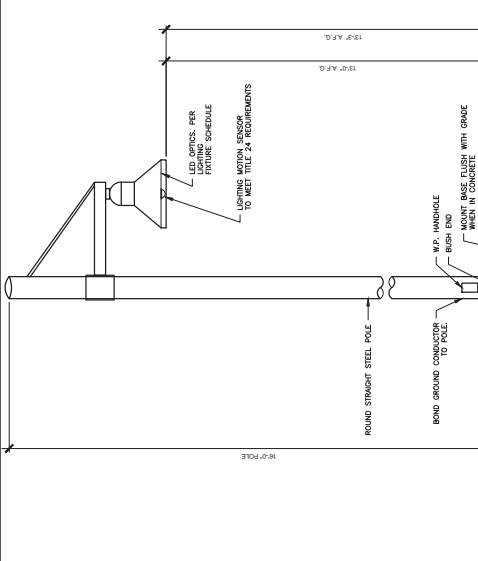 13'-3" A.F.G.
13'-0" A.F.G.
LED OPTICS. PER
LIGHTING
FIXTURE SCHEDULE
LIGHTING MOTION SENSOR
TO MEET TITLE 24 REQUIREMENTS
ROUND STRAIGHT STEEL POLE
BOND GROUND CONDUCTOR
TO POLE.
W.P. HANDHOLE
BUSH END
MOUNT BASE FLUSH WITH GRADE
WHEN IN CONCRETE
16'-0" POLE